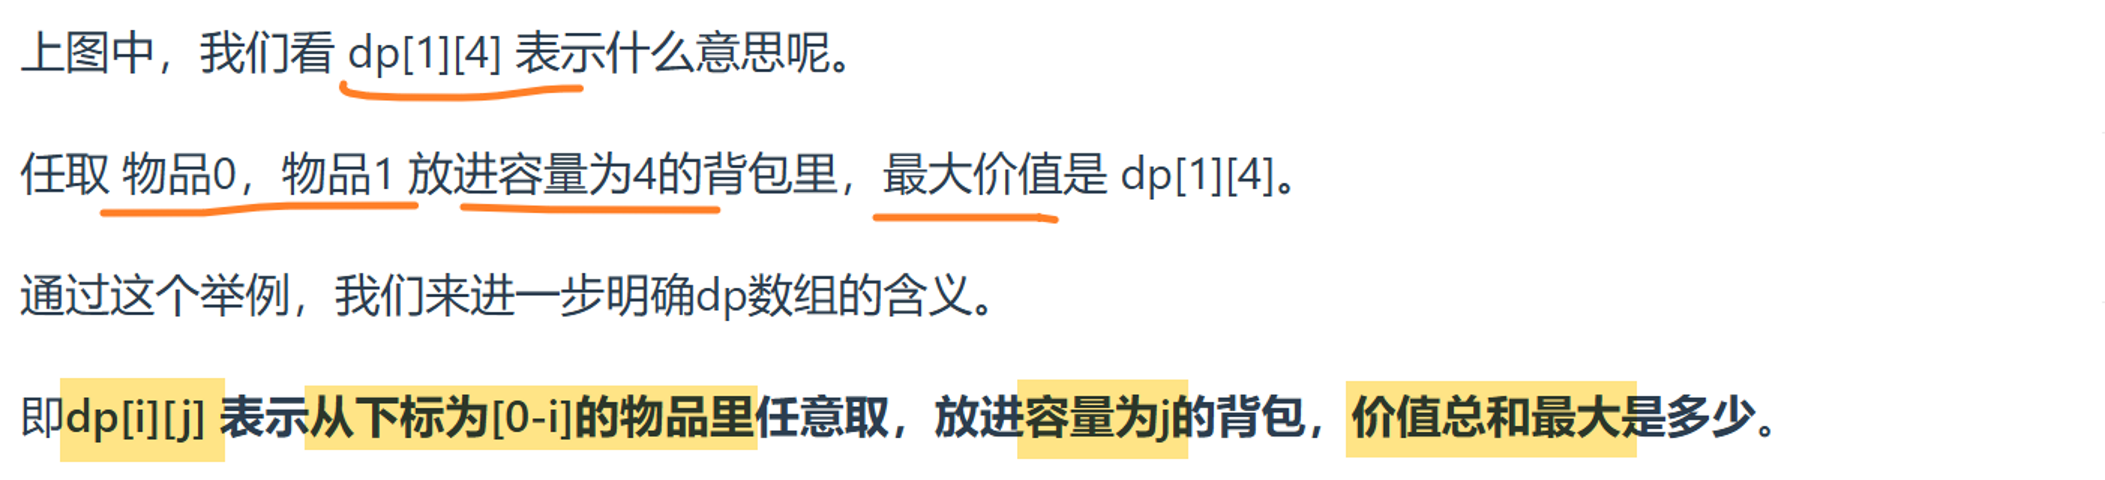 上图中，我们看 dp[1][4] 表示什么意思呢。
任取 物品0，物品1 放进容量为4的背包里，最大价值是 dp[1][4]。
通过这个举例，我们来进一步明确dp数组的含义。
即dp[i][j] 表示从下标为[0-i]的物品里任意取，放进容量为j的背包，价值总和最大是多少。